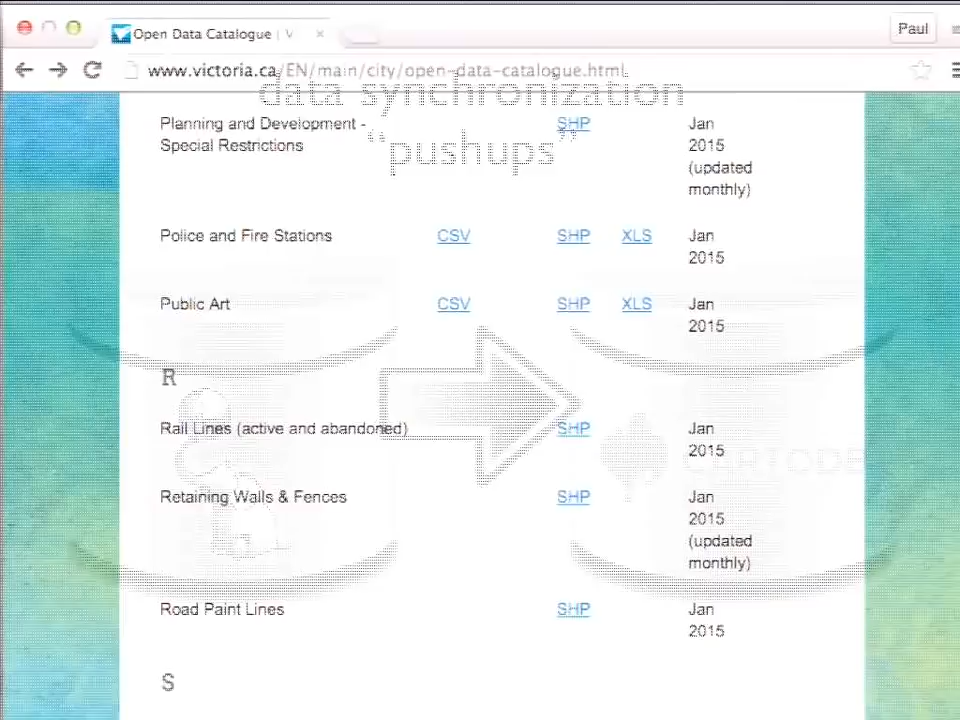 Open Data Catalogue | V
Paul
www.victoria.ca/EN/main/city/open-data-catalogue.html
data synchronization
"pushups"
Planning and Development - SHP Jan
Special Restrictions 2015
(updated
monthly)
Police and Fire Stations CSV SHP XLS Jan
2015
Public Art CSV SHP XLS Jan
2015
R
Rail Lines (active and abandoned) SHP Jan
2015
CARTODB
Retaining Walls & Fences SHP Jan
2015
(updated
monthly)
Road Paint Lines SHP Jan
2015
S